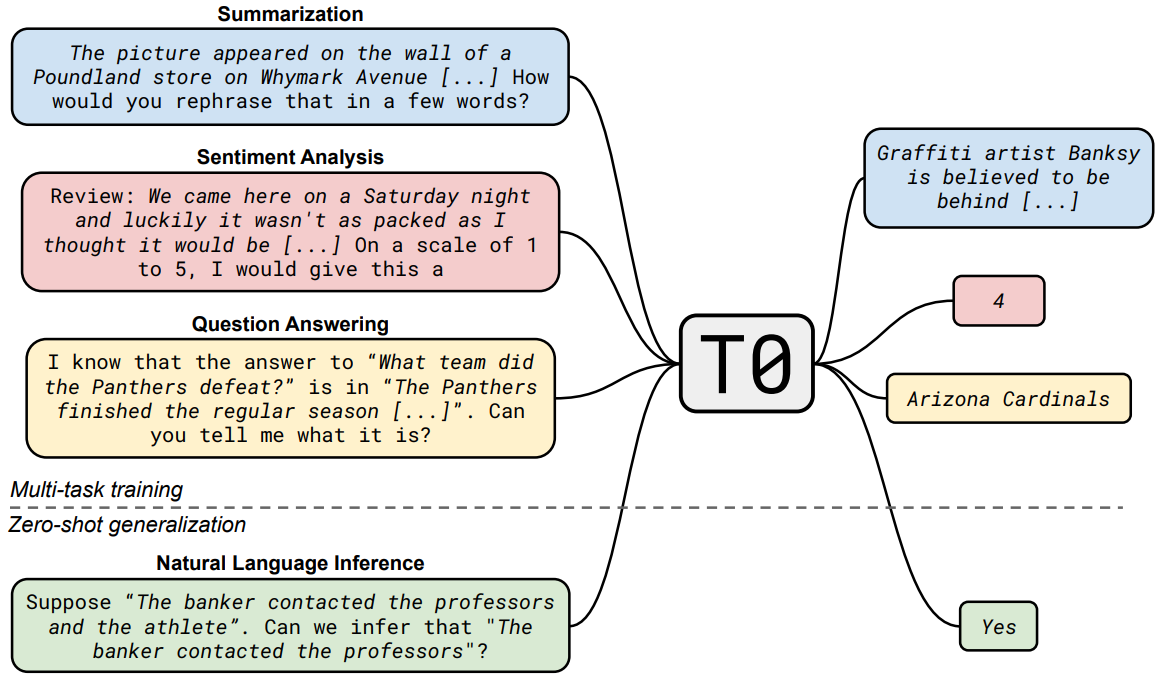 Summarization
The picture appeared on the wall of a
Poundland store on Whymark Avenue [...] How
would you rephrase that in a few words?
Sentiment Analysis
Review: We came here on a Saturday night
and luckily it wasn't as packed as I
thought it would be [...] On a scale of 1
to 5, I would give this a
Question Answering
I know that the answer to “What team did
the Panthers defeat?” is in “The Panthers
finished the regular season [...]”. Can
you tell me what it is?
Multi-task training
Zero-shot generalization
Natural Language Inference
Suppose “The banker contacted the professors
and the athlete”. Can we infer that "The
banker contacted the professors"?
T0
Graffiti artist Banksy
is believed to be
behind [...]
4
Arizona Cardinals
Yes